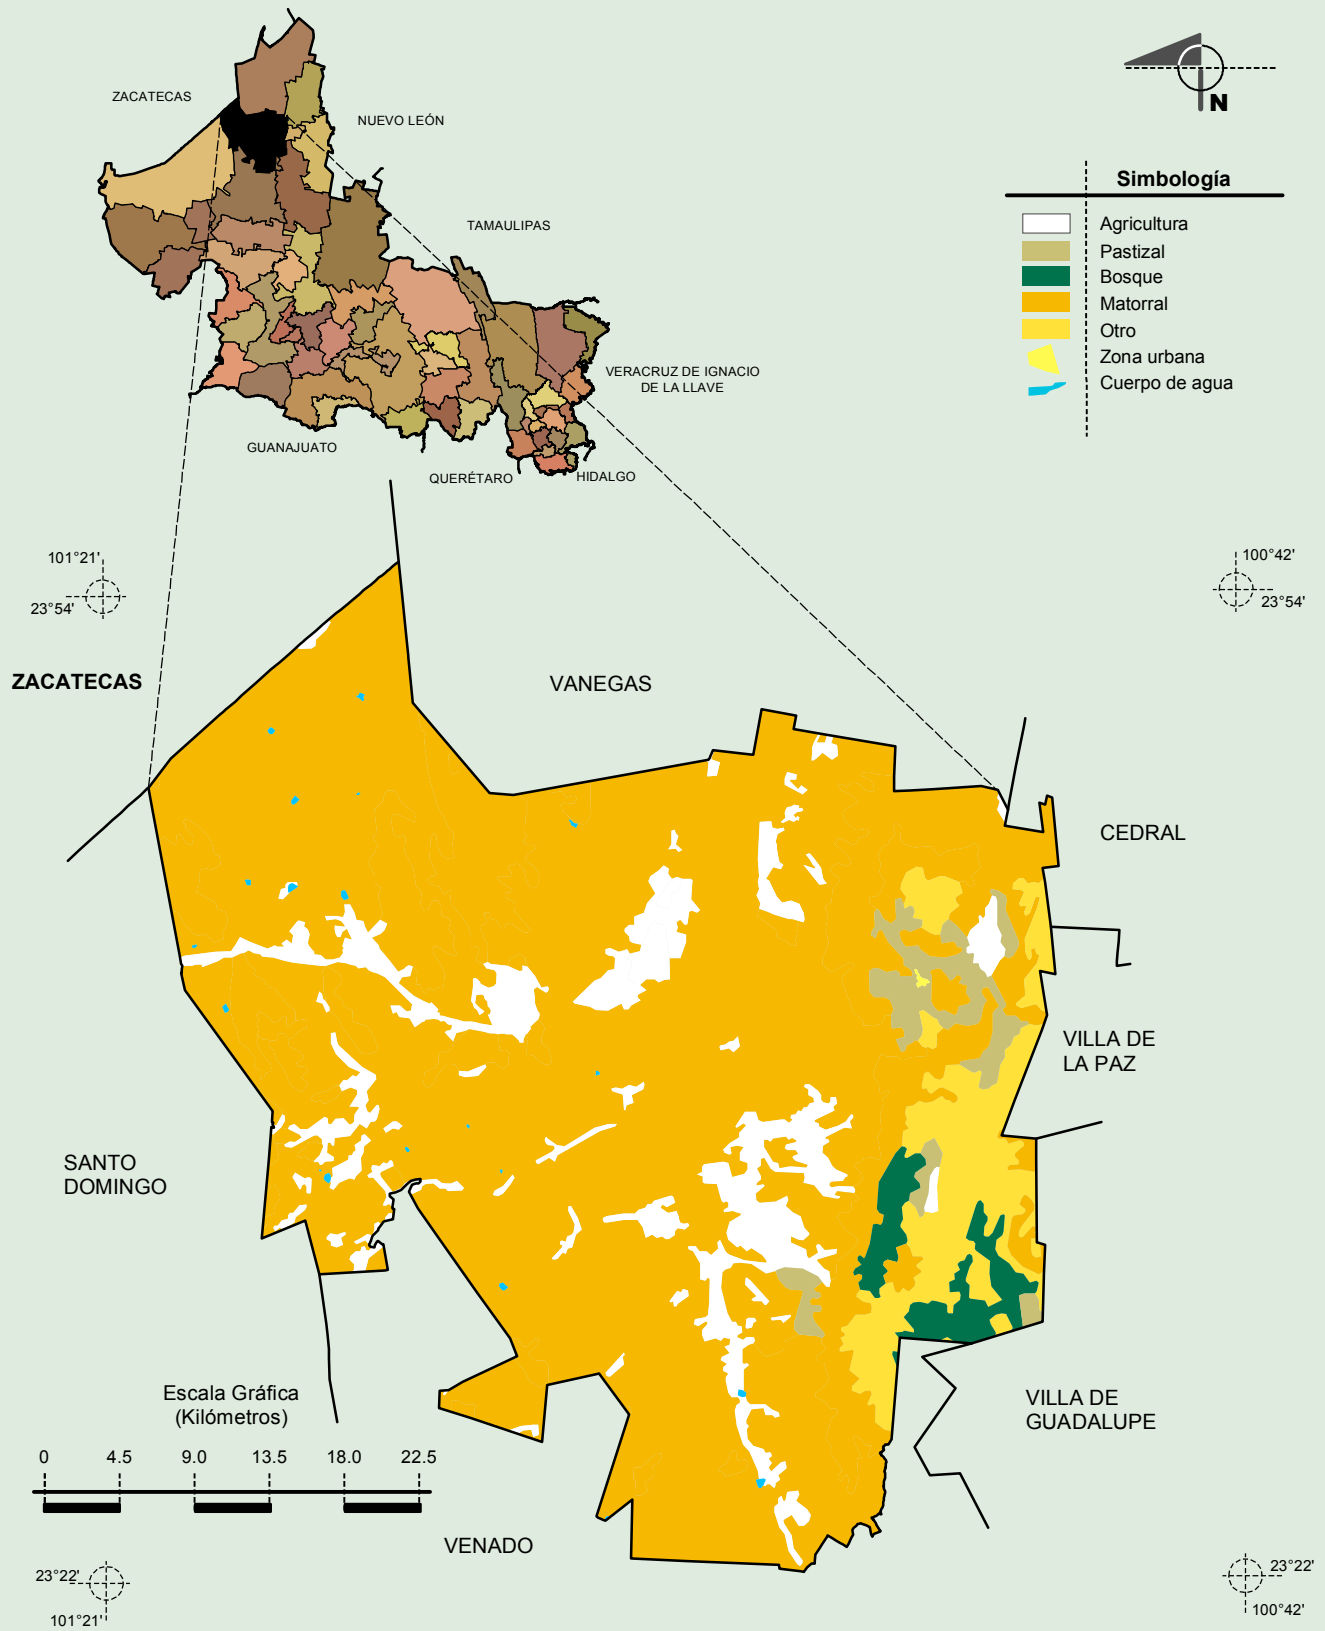 ZACATECAS
NUEVO LEÓN
TAMAULIPAS
VERACRUZ DE IGNACIO
DE LA LLAVE
GUANAJUATO
QUERÉTARO
HIDALGO
N
Simbología
Agricultura
Pastizal
Bosque
Matorral
Otro
Zona urbana
Cuerpo de agua
101°21'
23°54'
100°42'
23°54'
ZACATECAS
VANEGAS
CEDRAL
VILLA DE
LA PAZ
SANTO
DOMINGO
VILLA DE
GUADALUPE
VENADO
Escala Gráfica
(Kilómetros)
0 4.5 9.0 13.5 18.0 22.5
23°22'
101°21'
23°22'
100°42'